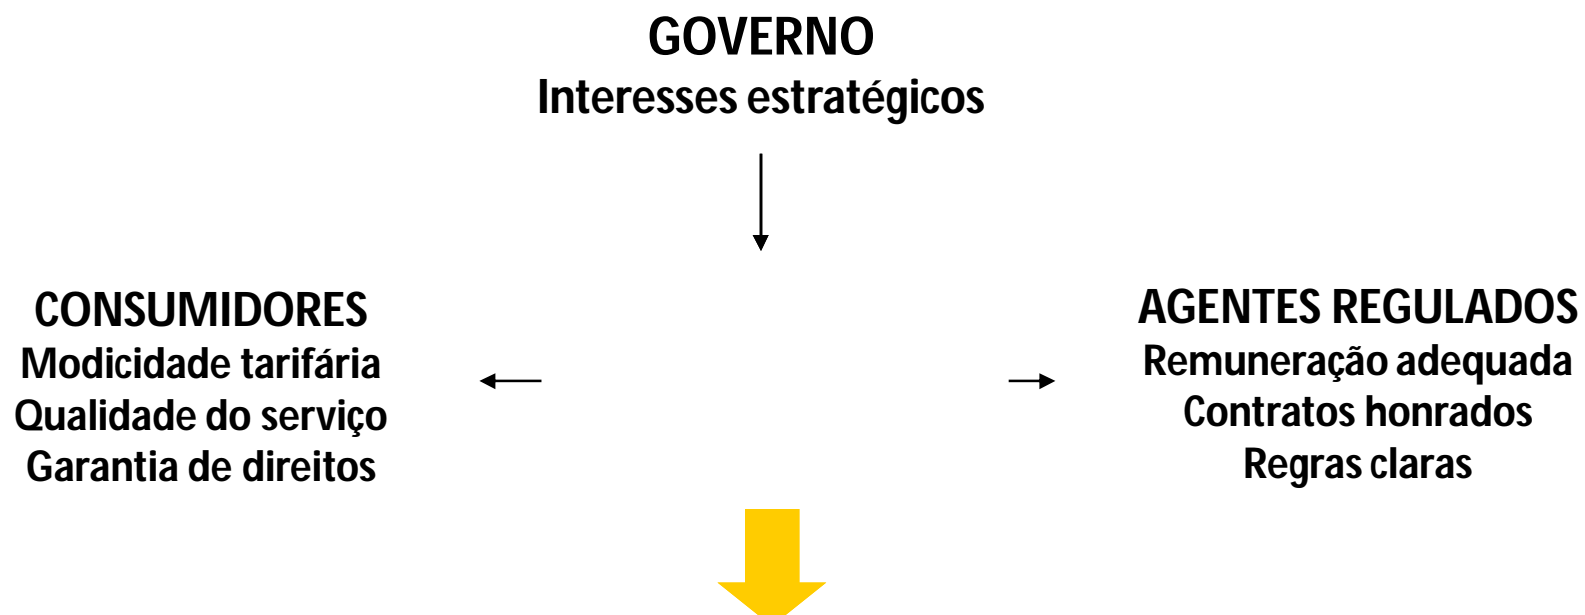 GOVERNO
Interesses estratégicos
CONSUMIDORES
Modicidade tarifária
Qualidade do serviço
Garantia de direitos
AGENTES REGULADOS
Remuneração adequada
Contratos honrados
Regras claras